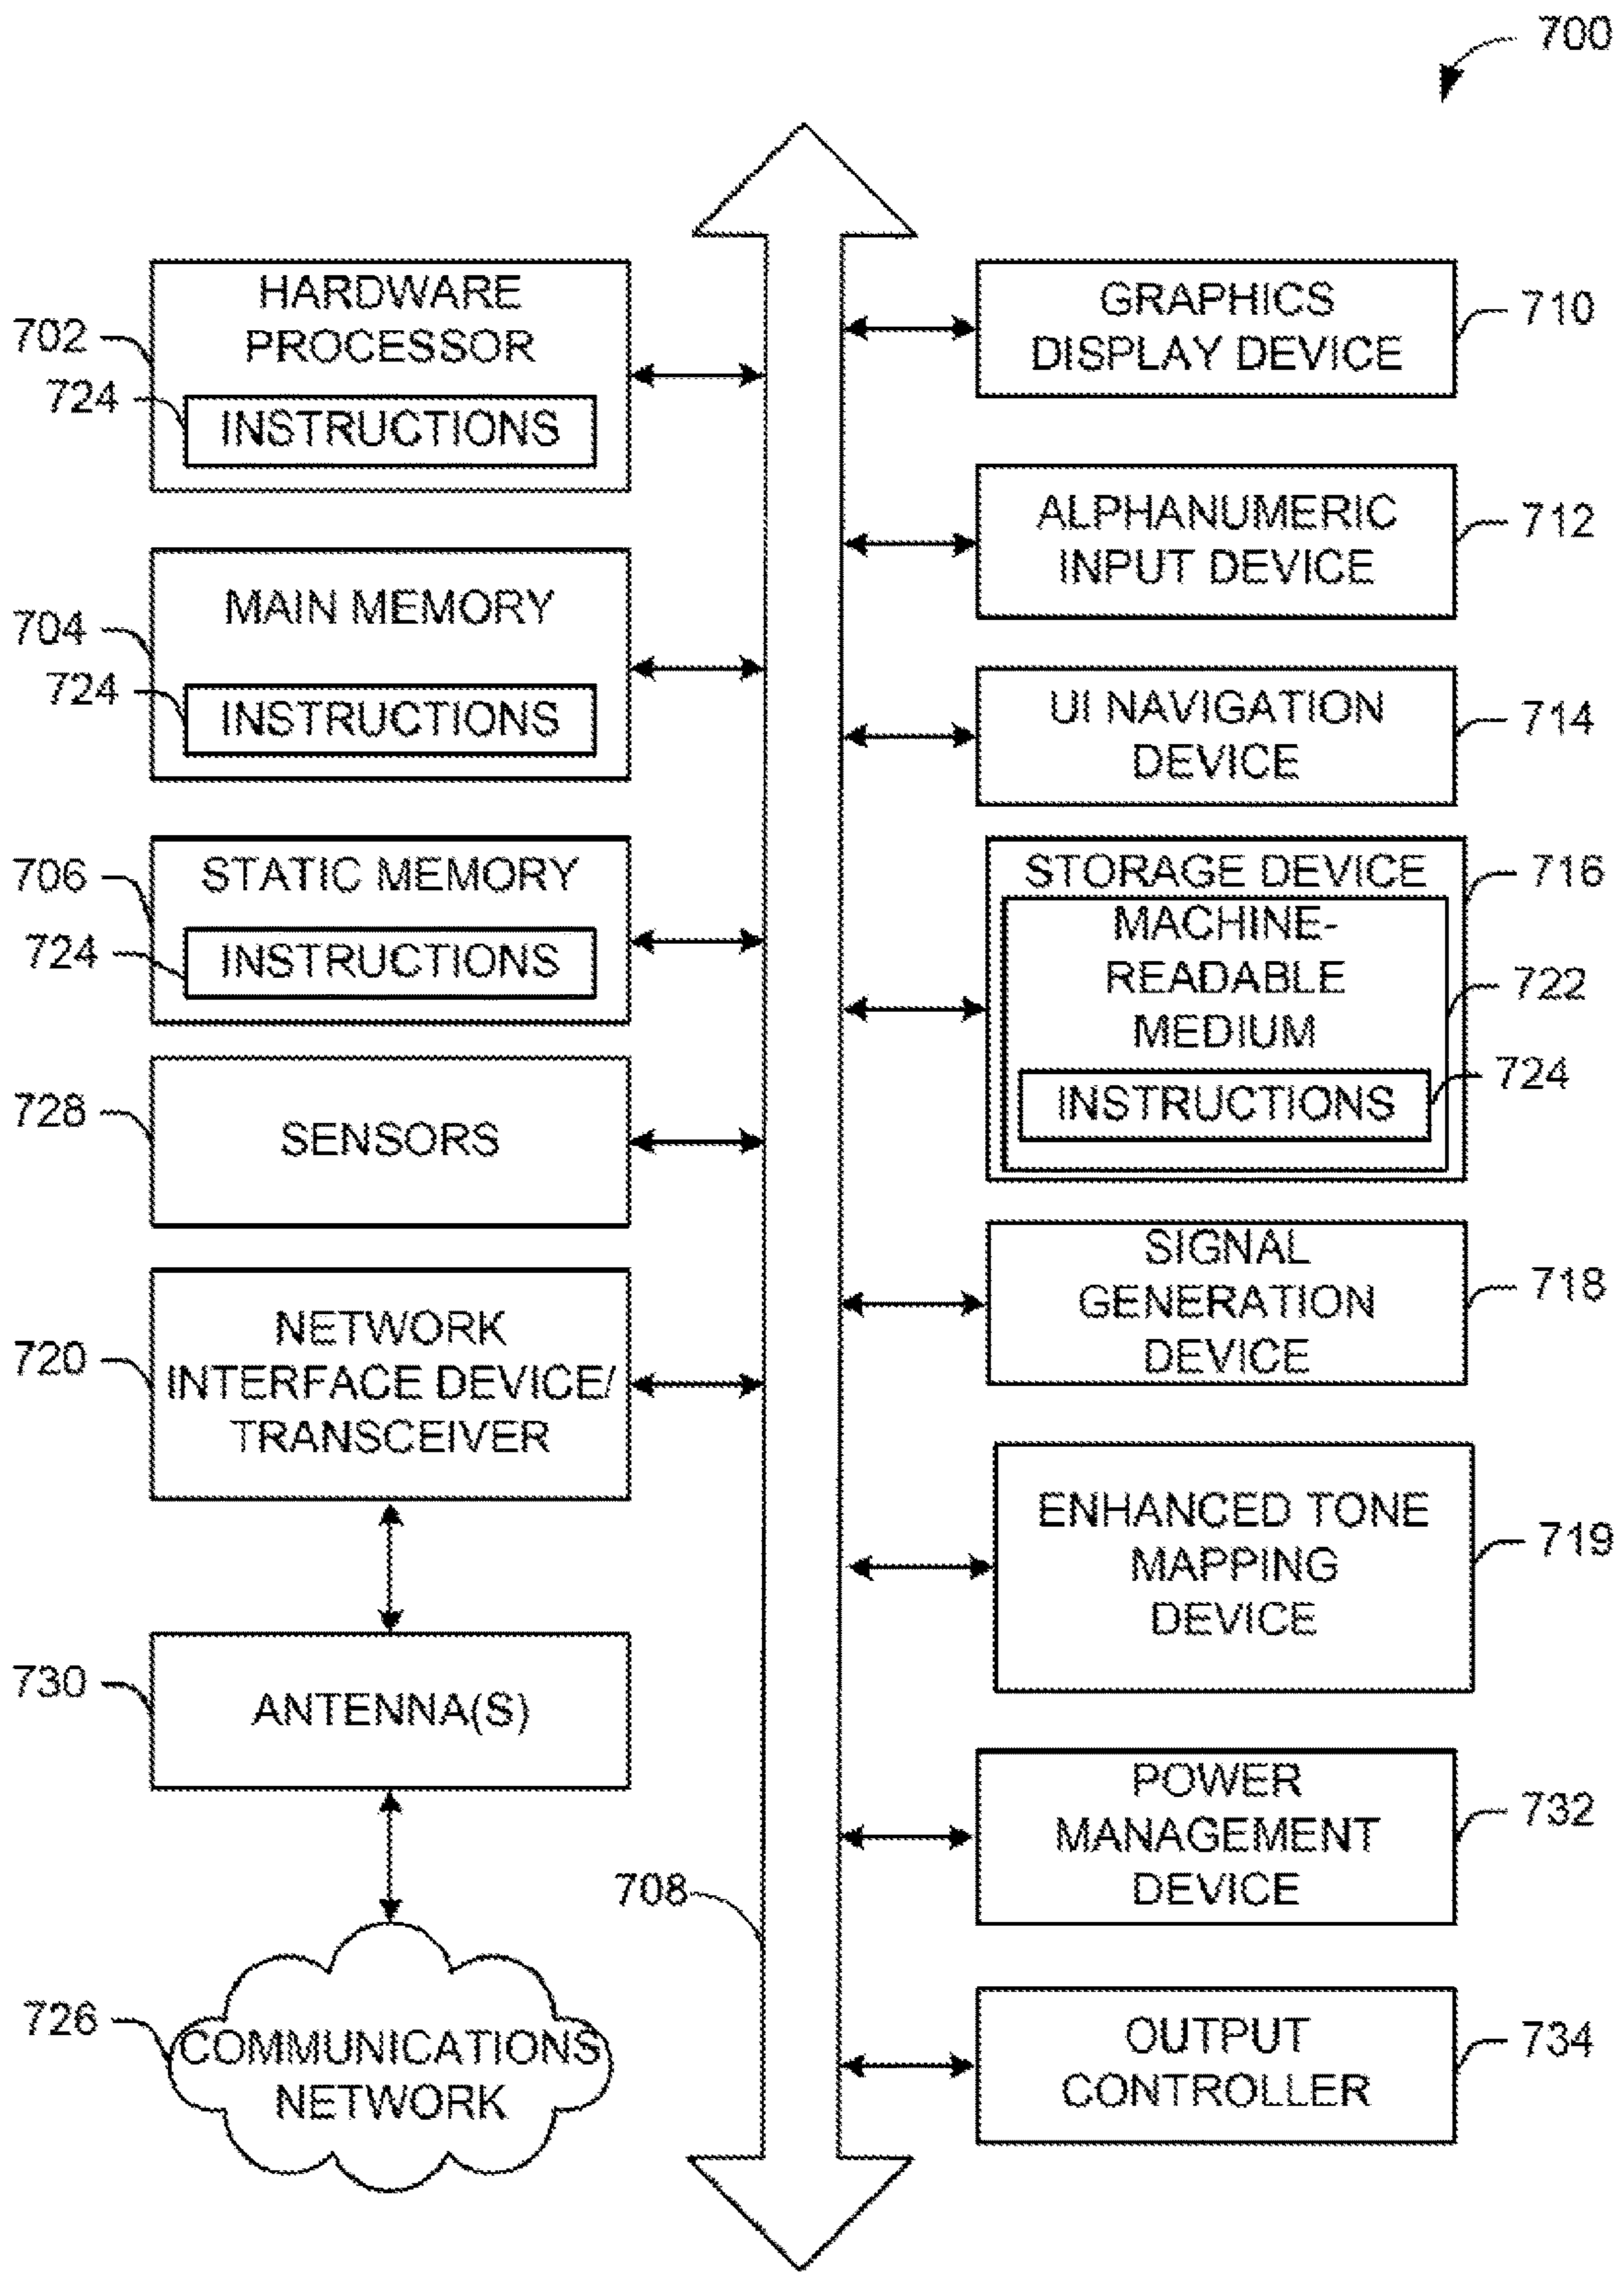 700
HARDWARE
PROCESSOR
702
724
INSTRUCTIONS
MAIN MEMORY
704
724
INSTRUCTIONS
STATIC MEMORY
706
724
INSTRUCTIONS
728
SENSORS
NETWORK
INTERFACE DEVICE/
TRANSCEIVER
720
730
ANTENNA(S)
708
726
COMMUNICATIONS
NETWORK
GRAPHICS
DISPLAY DEVICE
710
ALPHANUMERIC
INPUT DEVICE
712
UI NAVIGATION
DEVICE
714
STORAGE DEVICE
716
MACHINE-
READABLE
MEDIUM
722
INSTRUCTIONS
724
SIGNAL
GENERATION
DEVICE
718
ENHANCED TONE
MAPPING
DEVICE
719
POWER
MANAGEMENT
DEVICE
732
OUTPUT
CONTROLLER
734